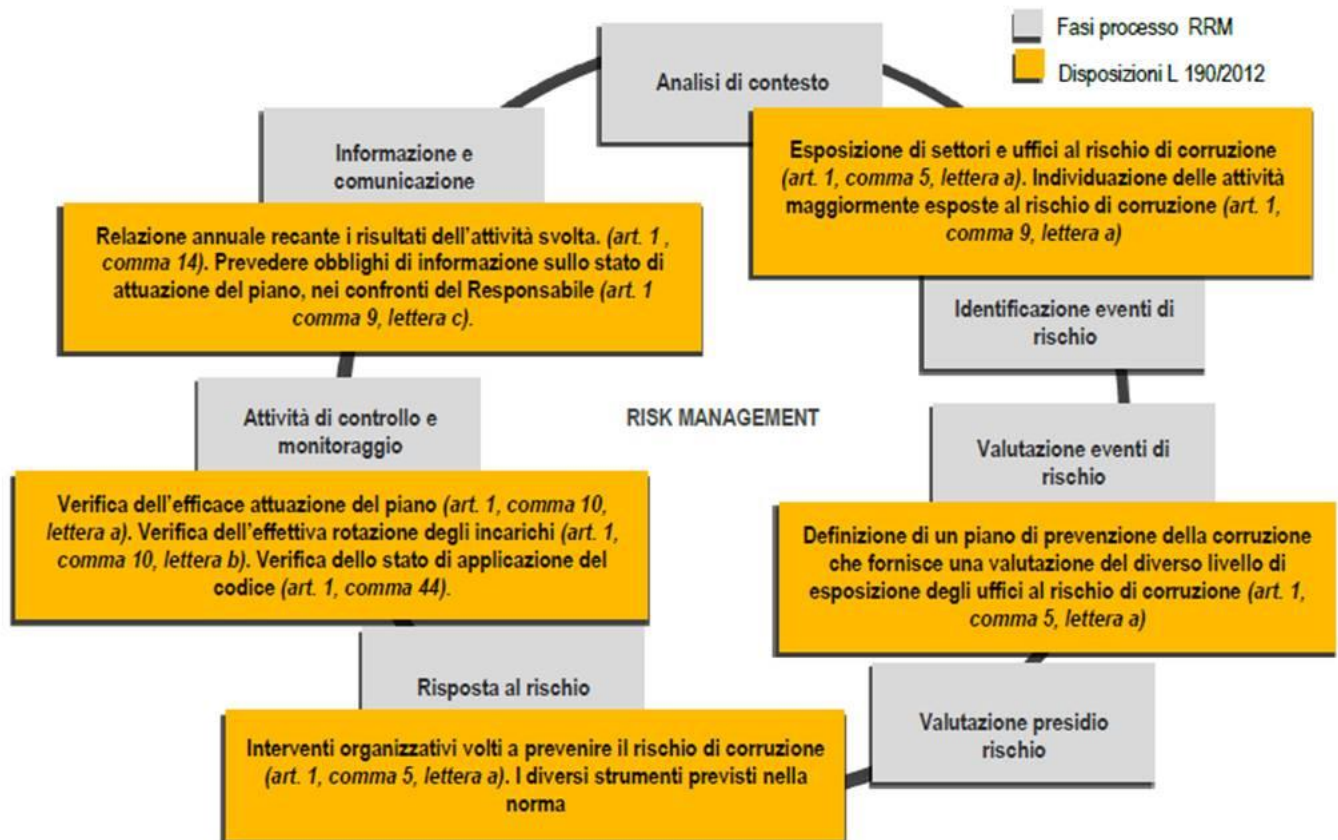 Fasi processo RRM
Disposizioni L 190/2012
Analisi di contesto
Esposizione di settori e uffici al rischio di corruzione
(art. 1, comma 5, lettera a). Individuazione delle attività
maggiormente esposte al rischio di corruzione (art. 1,
comma 9, lettera a)
Identificazione eventi di
rischio
Valutazione eventi di
rischio
Definizione di un piano di prevenzione della corruzione
che fornisce una valutazione del diverso livello di
esposizione degli uffici al rischio di corruzione (art. 1,
comma 5, lettera a)
Valutazione presidio
rischio
Risposta al rischio
Interventi organizzativi volti a prevenire il rischio di corruzione
(art. 1, comma 5, lettera a). I diversi strumenti previsti nella
norma
Attività di controllo e
monitoraggio
Verifica dell'efficace attuazione del piano (art. 1, comma 10,
lettera a). Verifica dell'effettiva rotazione degli incarichi (art. 1,
comma 10, lettera b). Verifica dello stato di applicazione del
codice (art. 1, comma 44).
Informazione e
comunicazione
Relazione annuale recante i risultati dell'attività svolta. (art. 1 ,
comma 14). Prevedere obblighi di informazione sullo stato di
attuazione del piano, nei confronti del Responsabile (art. 1
comma 9, lettera c).
RISK MANAGEMENT